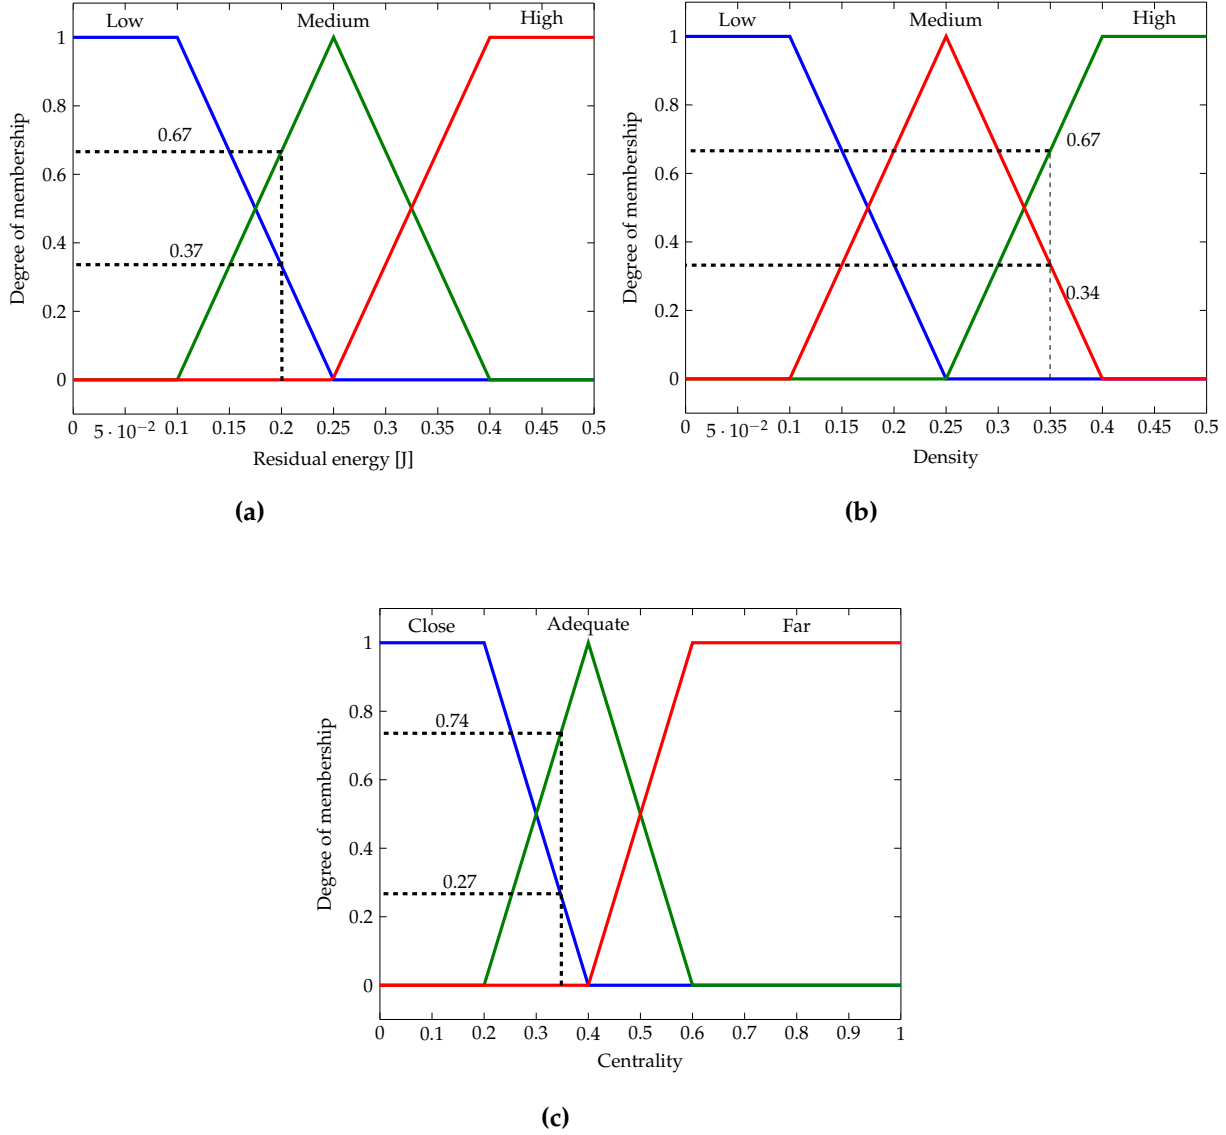 Low Medium High
1
0.8
0.67
0.6
0.4
0.37
0.2
0
Degree of membership
0 5 · 10⁻² 0.1 0.15 0.2 0.25 0.3 0.35 0.4 0.45 0.5
Residual energy [J]
(a)
Low Medium High
1
0.8
0.67
0.6
0.4
0.34
0.2
0
Degree of membership
0 5 · 10⁻² 0.1 0.15 0.2 0.25 0.3 0.35 0.4 0.45 0.5
Density
(b)
Close Adequate Far
1
0.8
0.74
0.6
0.4
0.27
0.2
0
Degree of membership
0 0.1 0.2 0.3 0.4 0.5 0.6 0.7 0.8 0.9 1
Centrality
(c)